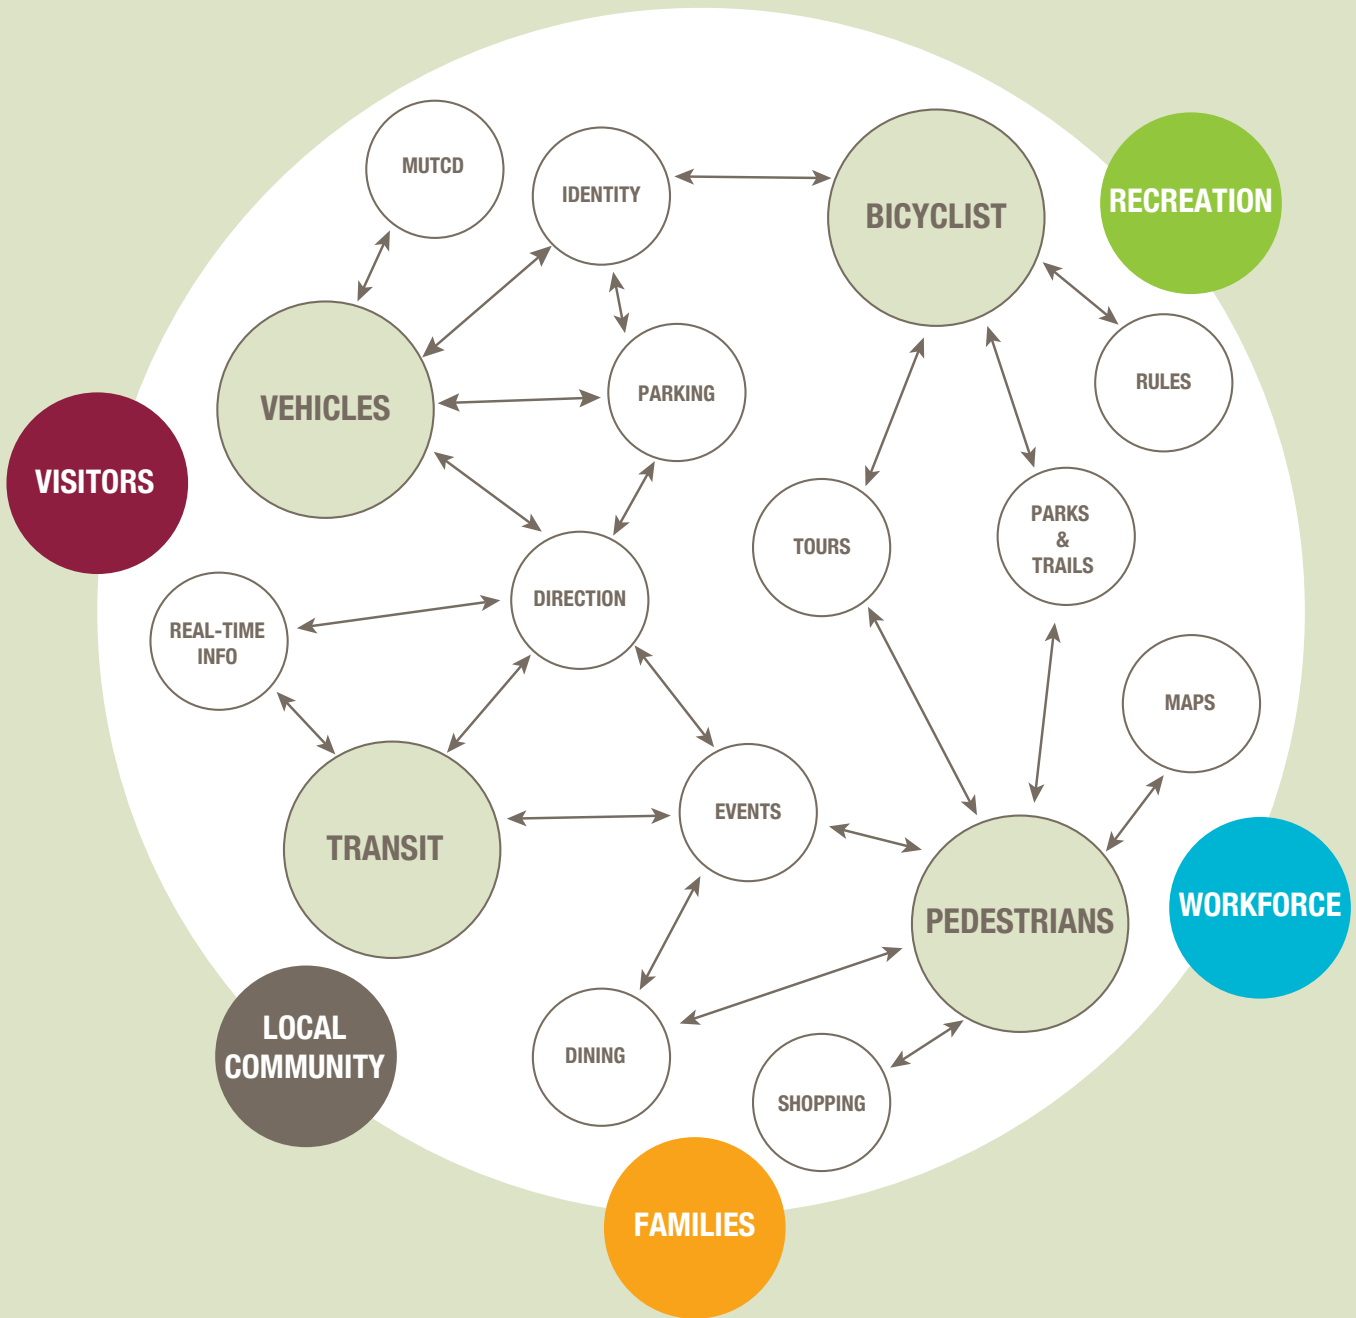 MUTCD
IDENTITY
BICYCLIST
RECREATION
VEHICLES
PARKING
RULES
VISITORS
TOURS
PARKS
&
TRAILS
DIRECTION
REAL-TIME
INFO
MAPS
TRANSIT
EVENTS
PEDESTRIANS
WORKFORCE
LOCAL
COMMUNITY
DINING
SHOPPING
FAMILIES